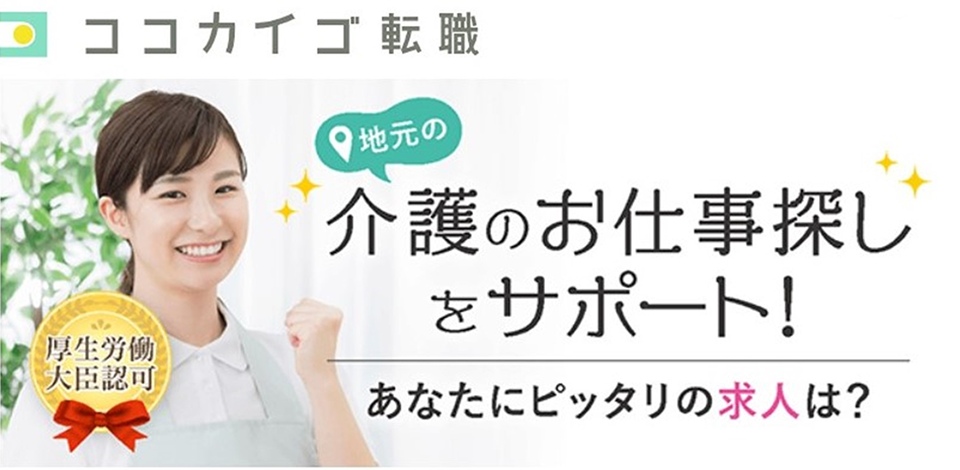 ココカイゴ転職
地元の
介護のお仕事探し
をサポート!
厚生労働
大臣認可
あなたにピッタリの求人は?